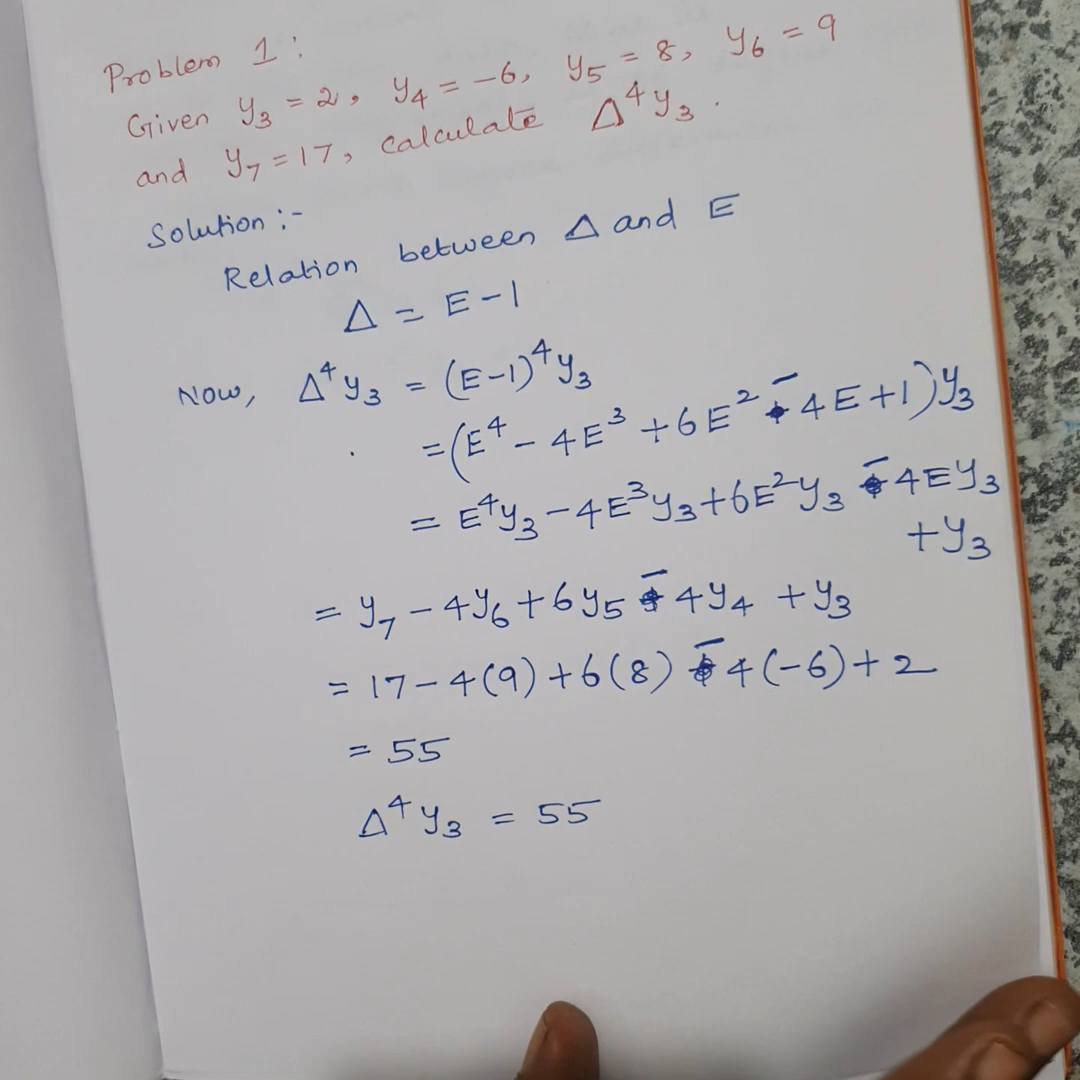 Problem 1:
Given y₃ = 2, y₄ = -6, y₅ = 8, y₆ = 9
and y₇ = 17, calculate Δ⁴y₃.
Solution :-
Relation between Δ and E
Δ = E-1
Now, Δ⁴y₃ = (E-1)⁴y₃
= (E⁴ - 4E³ + 6E² - 4E + 1)y₃
= E⁴y₃ - 4E³y₃ + 6E²y₃ - 4Ey₃
+ y₃
= y₇ - 4y₆ + 6y₅ - 4y₄ + y₃
= 17 - 4(9) + 6(8) - 4(-6) + 2
= 55
Δ⁴y₃ = 55